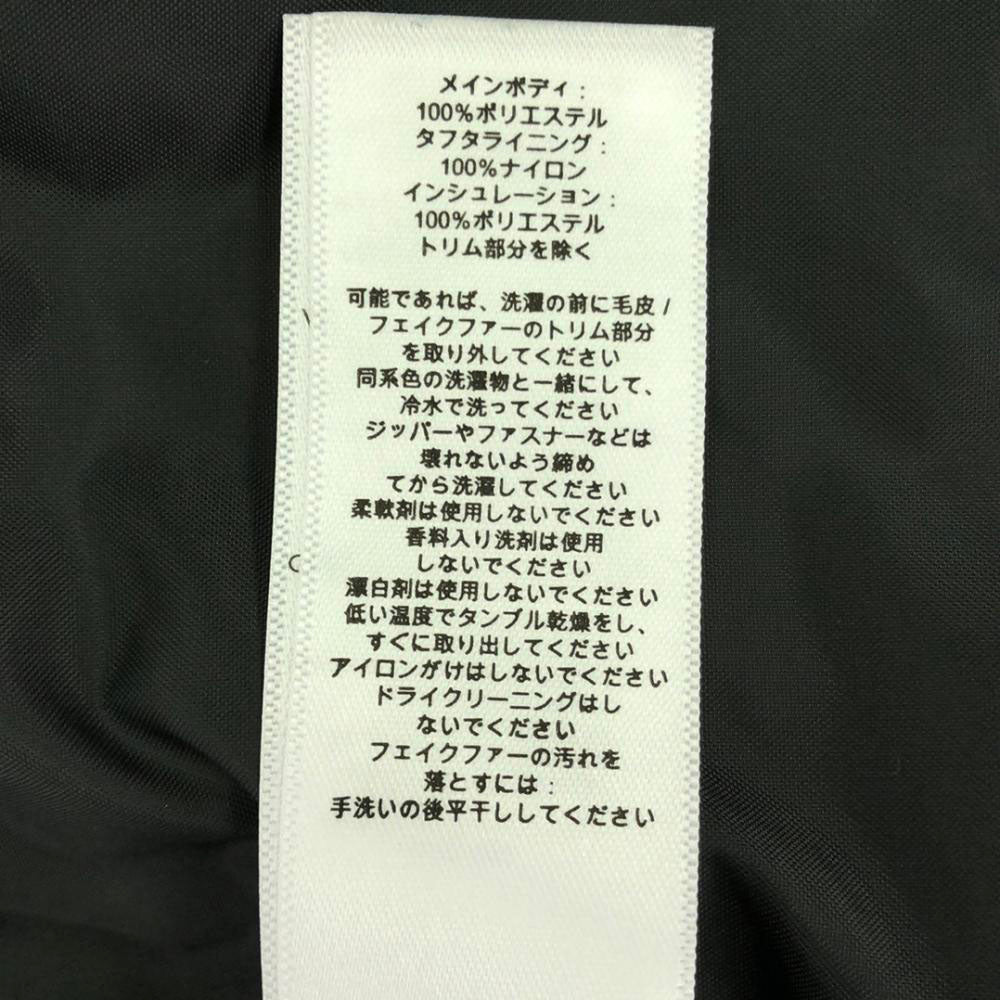 メインボディ：
100%ポリエステル
タフタライニング：
100%ナイロン
インシュレーション：
100%ポリエステル
トリム部分を除く
可能であれば、洗濯の前に毛皮 /
フェイクファーのトリム部分
を取り外してください
同系色の洗濯物と一緒にして、
冷水で洗ってください
ジッパーやファスナーなどは
壊れないよう締め
てから洗濯してください
柔軟剤は使用しないでください
香料入り洗剤は使用
しないでください
漂白剤は使用しないでください
低い温度でタンブル乾燥をし、
すぐに取り出してください
アイロンがけはしないでください
ドライクリーニングはし
ないでください
フェイクファーの汚れを
落とすには：
手洗いの後平干ししてください